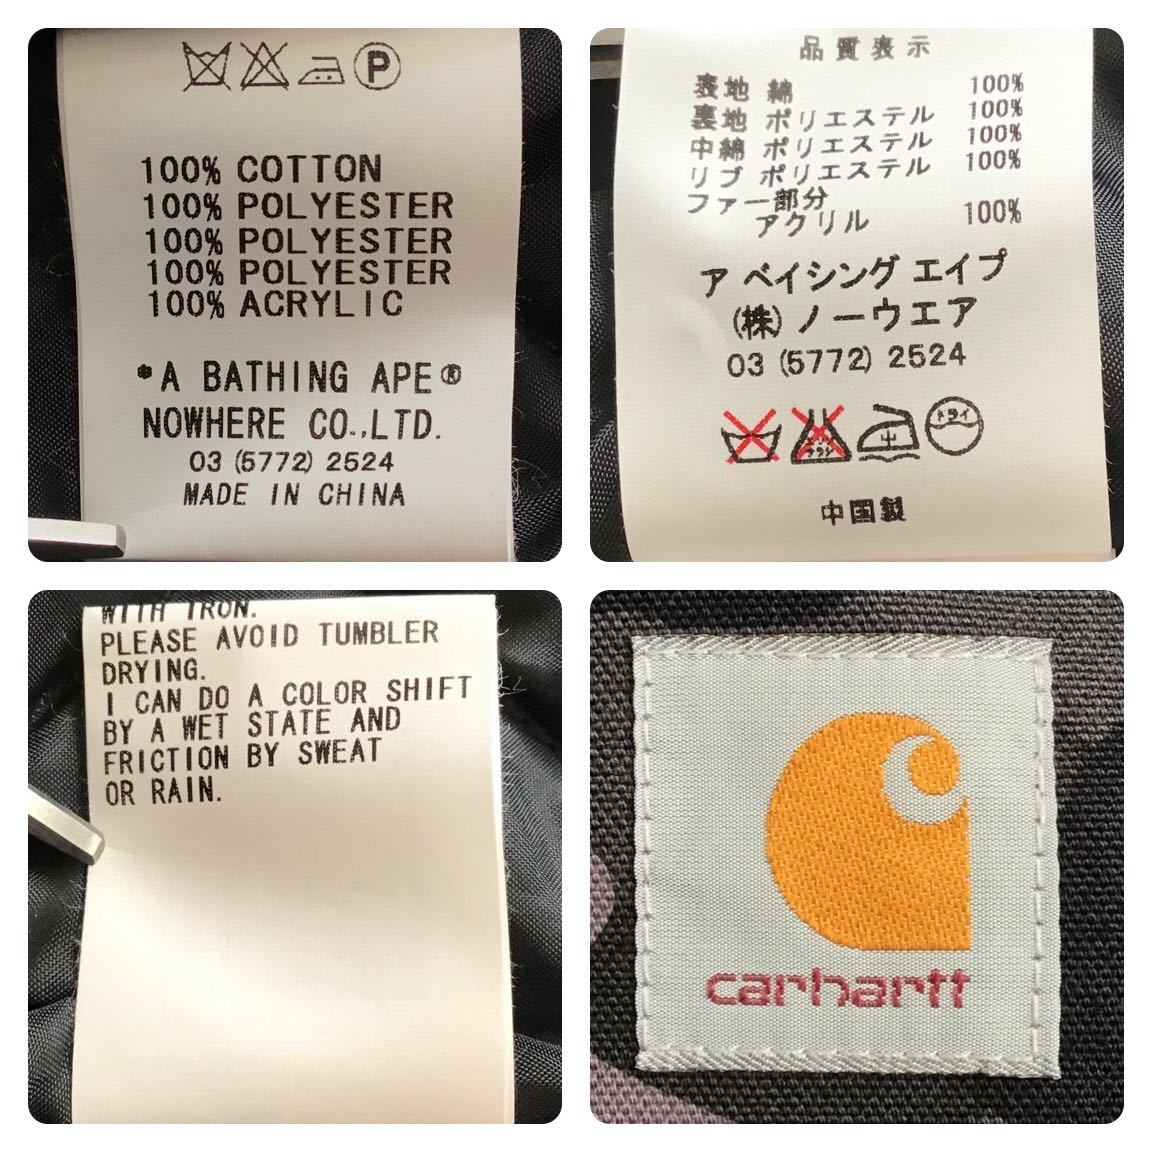 P
100% COTTON
100% POLYESTER
100% POLYESTER
100% POLYESTER
100% ACRYLIC
*A BATHING APE®
NOWHERE CO.,LTD.
03 (5772) 2524
MADE IN CHINA
品質表示
表地 綿 100%
裏地 ポリエステル 100%
中綿 ポリエステル 100%
リブ ポリエステル 100%
ファー部分
アクリル 100%
ア ベイシング エイプ
(株) ノーウエア
03 (5772) 2524
中
ドライ
中国製
WITH IRON.
PLEASE AVOID TUMBLER
DRYING.
I CAN DO A COLOR SHIFT
BY A WET STATE AND
FRICTION BY SWEAT
OR RAIN.
carhartt